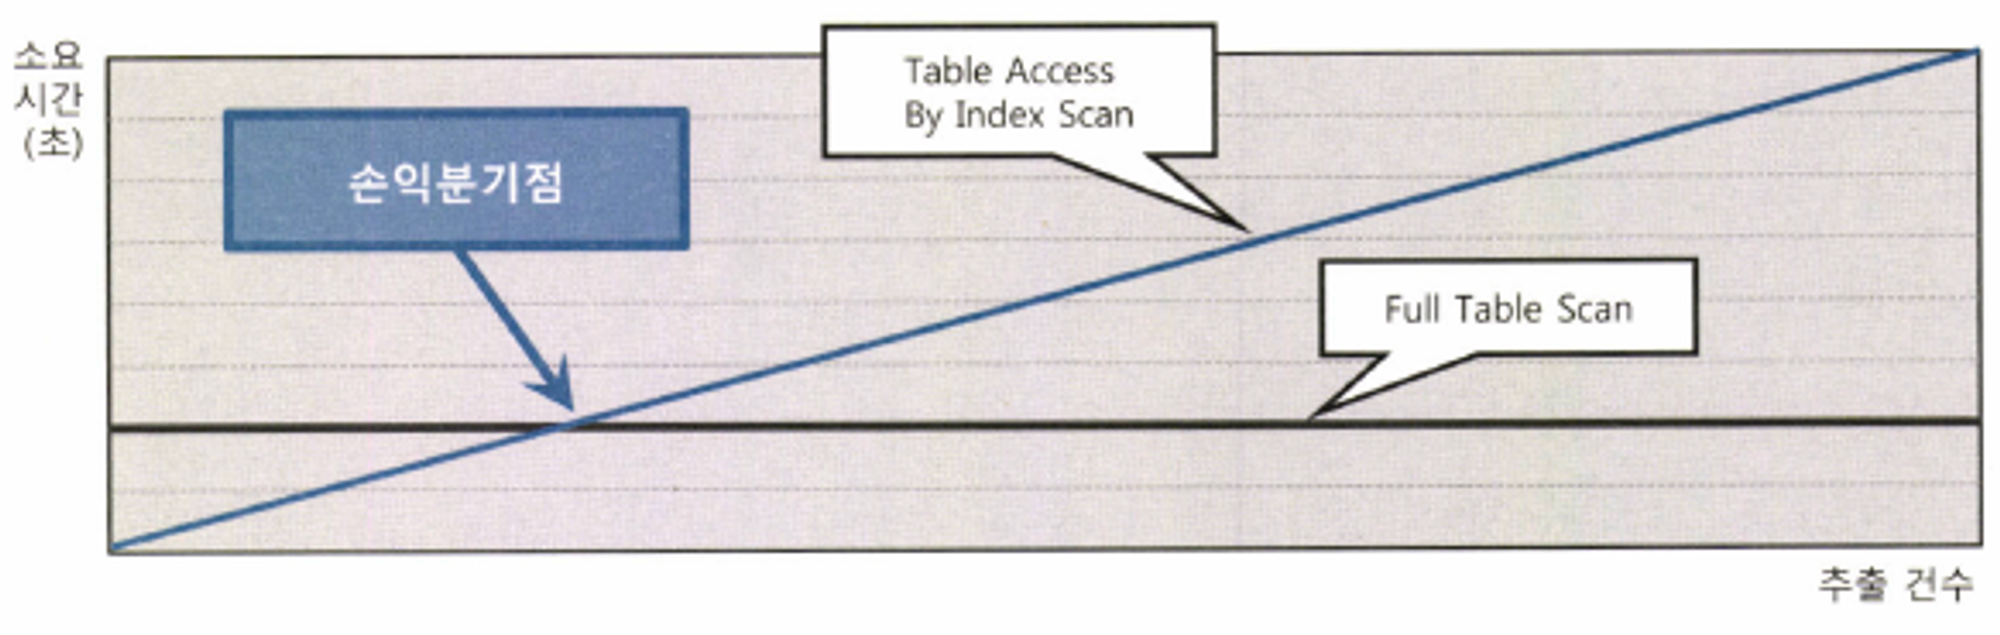 소요
시간
(초)
Table Access
By Index Scan
손익분기점
Full Table Scan
추출 건수